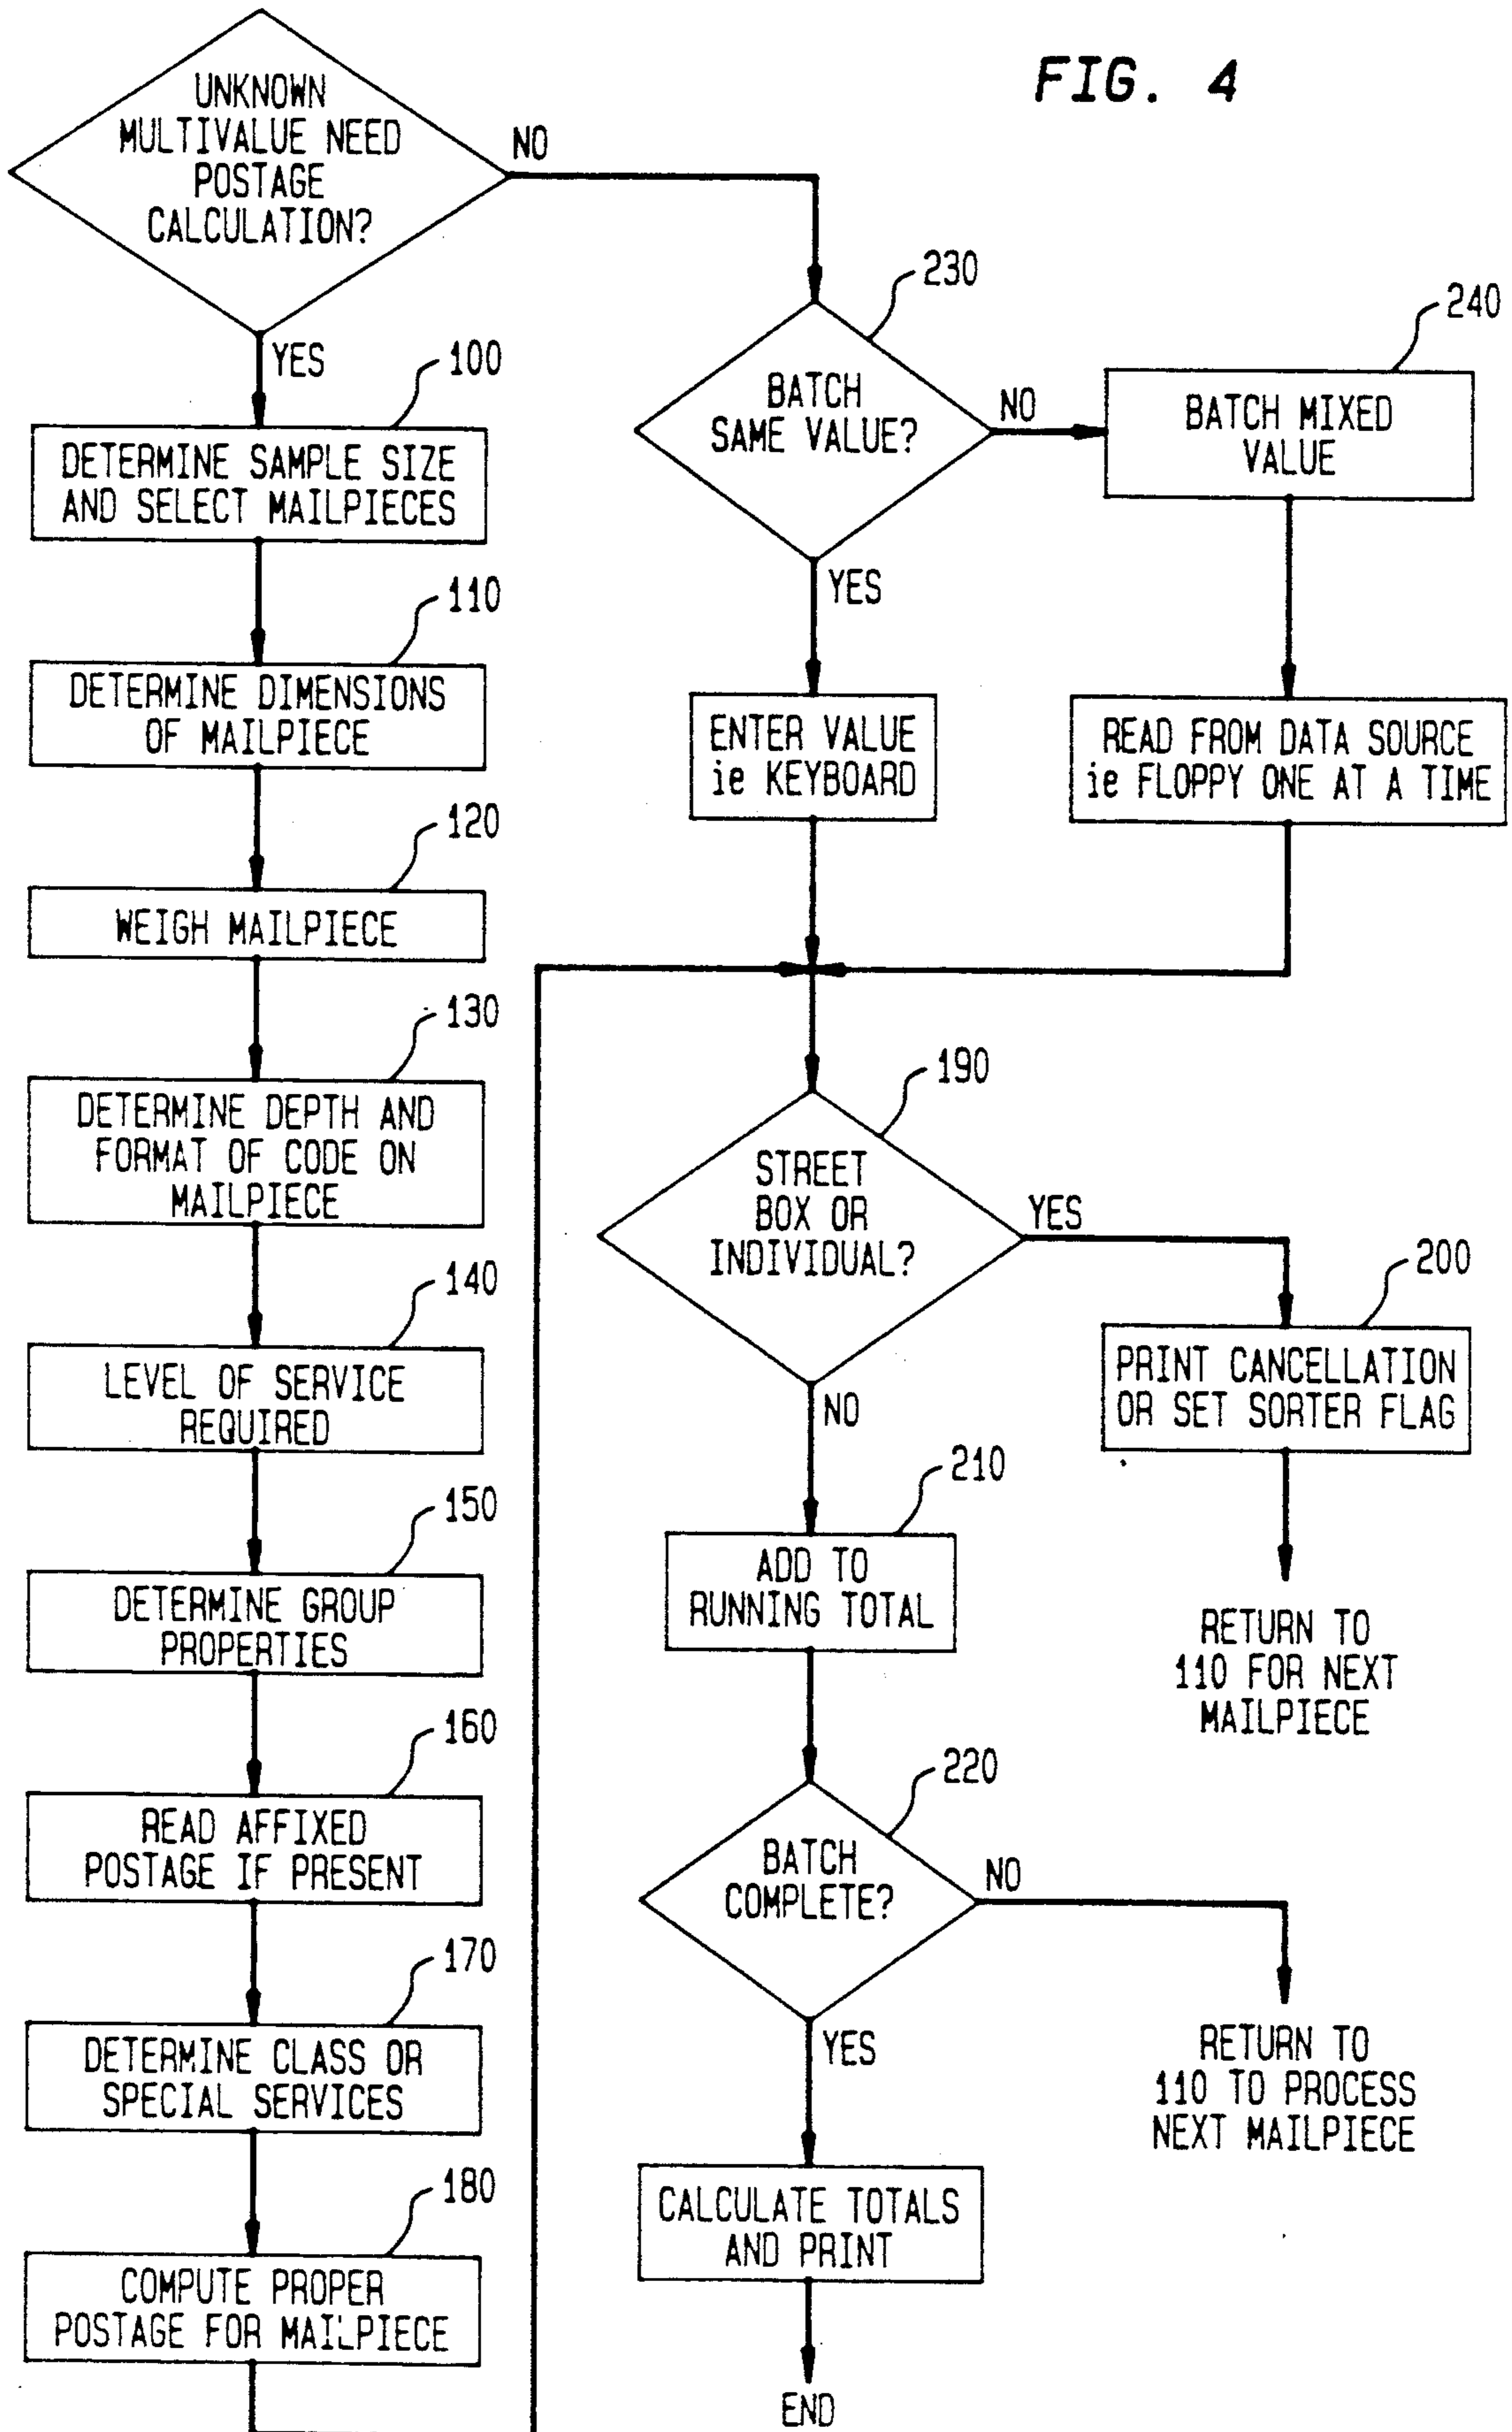 FIG. 4
UNKNOWN
MULTIVALUE NEED
POSTAGE
CALCULATION?
NO
YES
100
DETERMINE SAMPLE SIZE
AND SELECT MAILPIECES
110
DETERMINE DIMENSIONS
OF MAILPIECE
120
WEIGH MAILPIECE
130
DETERMINE DEPTH AND
FORMAT OF CODE ON
MAILPIECE
140
LEVEL OF SERVICE
REQUIRED
150
DETERMINE GROUP
PROPERTIES
160
READ AFFIXED
POSTAGE IF PRESENT
170
DETERMINE CLASS OR
SPECIAL SERVICES
180
COMPUTE PROPER
POSTAGE FOR MAILPIECE
230
BATCH
SAME VALUE?
NO
240
BATCH MIXED
VALUE
YES
ENTER VALUE
ie KEYBOARD
READ FROM DATA SOURCE
ie FLOPPY ONE AT A TIME
190
STREET
BOX OR
INDIVIDUAL?
YES
200
PRINT CANCELLATION
OR SET SORTER FLAG
RETURN TO
110 FOR NEXT
MAILPIECE
NO
210
ADD TO
RUNNING TOTAL
220
BATCH
COMPLETE?
NO
RETURN TO
110 TO PROCESS
NEXT MAILPIECE
YES
CALCULATE TOTALS
AND PRINT
END